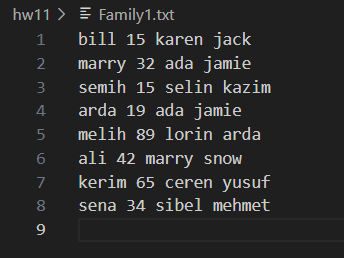 hw11 > Family1.txt
1 bill 15 karen jack
2 marry 32 ada jamie
3 semih 15 selin kazim
4 arda 19 ada jamie
5 melih 89 lorin arda
6 ali 42 marry snow
7 kerim 65 ceren yusuf
8 sena 34 sibel mehmet
9